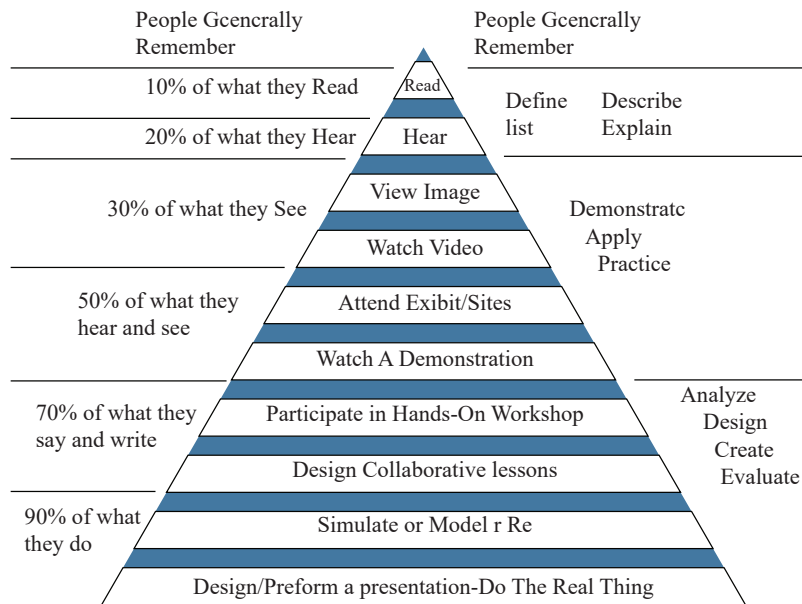 People Gcencrally
Remember
People Gcencrally
Remember
10% of what they Read
Read
Define
Describe
list
Explain
20% of what they Hear
Hear
30% of what they See
View Image
Watch Video
Demonstratc
Apply
Practice
50% of what they
hear and see
Attend Exibit/Sites
Watch A Demonstration
70% of what they
say and write
Participate in Hands-On Workshop
Design Collaborative lessons
Analyze
Design
Create
Evaluate
90% of what
they do
Simulate or Model r Re
Design/Preform a presentation-Do The Real Thing